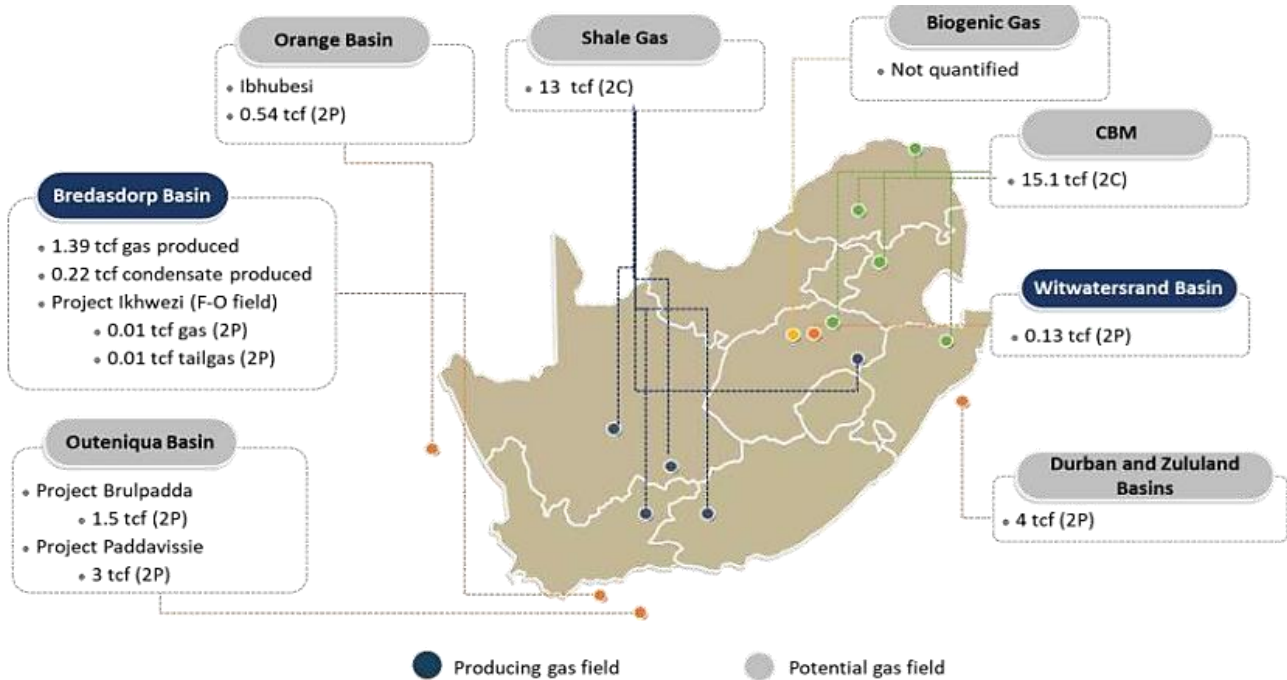 Orange Basin
• Ibhubesi
• 0.54 tcf (2P)
Shale Gas
• 13 tcf (2C)
Biogenic Gas
• Not quantified
CBM
• 15.1 tcf (2C)
Bredasdorp Basin
• 1.39 tcf gas produced
• 0.22 tcf condensate produced
• Project Ikhwezi (F-O field)
• 0.01 tcf gas (2P)
• 0.01 tcf tailgas (2P)
Witwatersrand Basin
• 0.13 tcf (2P)
Outeniqua Basin
• Project Brulpadda
• 1.5 tcf (2P)
• Project Paddavissie
• 3 tcf (2P)
Durban and Zululand
Basins
• 4 tcf (2P)
Producing gas field
Potential gas field